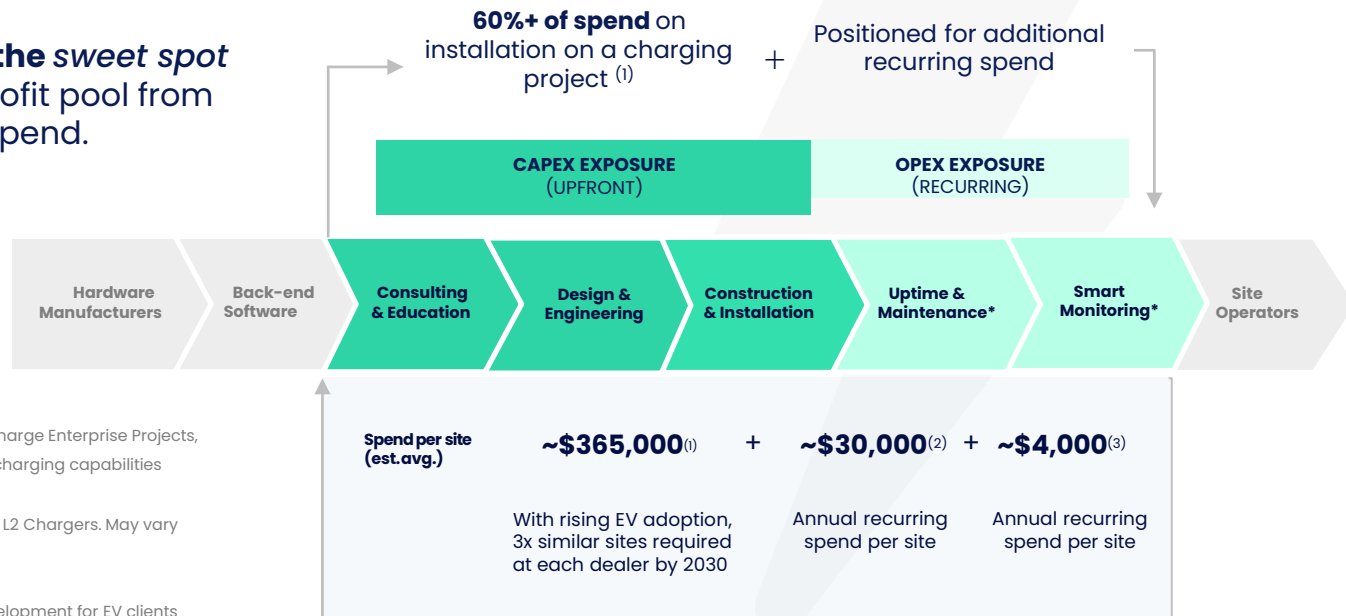 the sweet spot
ofit pool from
pend.
60%+ of spend on
installation on a charging
project (1)
+
Positioned for additional
recurring spend
CAPEX EXPOSURE
(UPFRONT)
OPEX EXPOSURE
(RECURRING)
Hardware
Manufacturers
Back-end
Software
Consulting
& Education
Design &
Engineering
Construction
& Installation
Uptime &
Maintenance*
Smart
Monitoring*
Site
Operators
Spend per site
(est.avg.)
~$365,000(1)
+
~$30,000(2)
+
~$4,000(3)
With rising EV adoption,
3x similar sites required
at each dealer by 2030
Annual recurring
spend per site
Annual recurring
spend per site
harge Enterprise Projects,
charging capabilities
L2 Chargers. May vary
elopment for EV clients